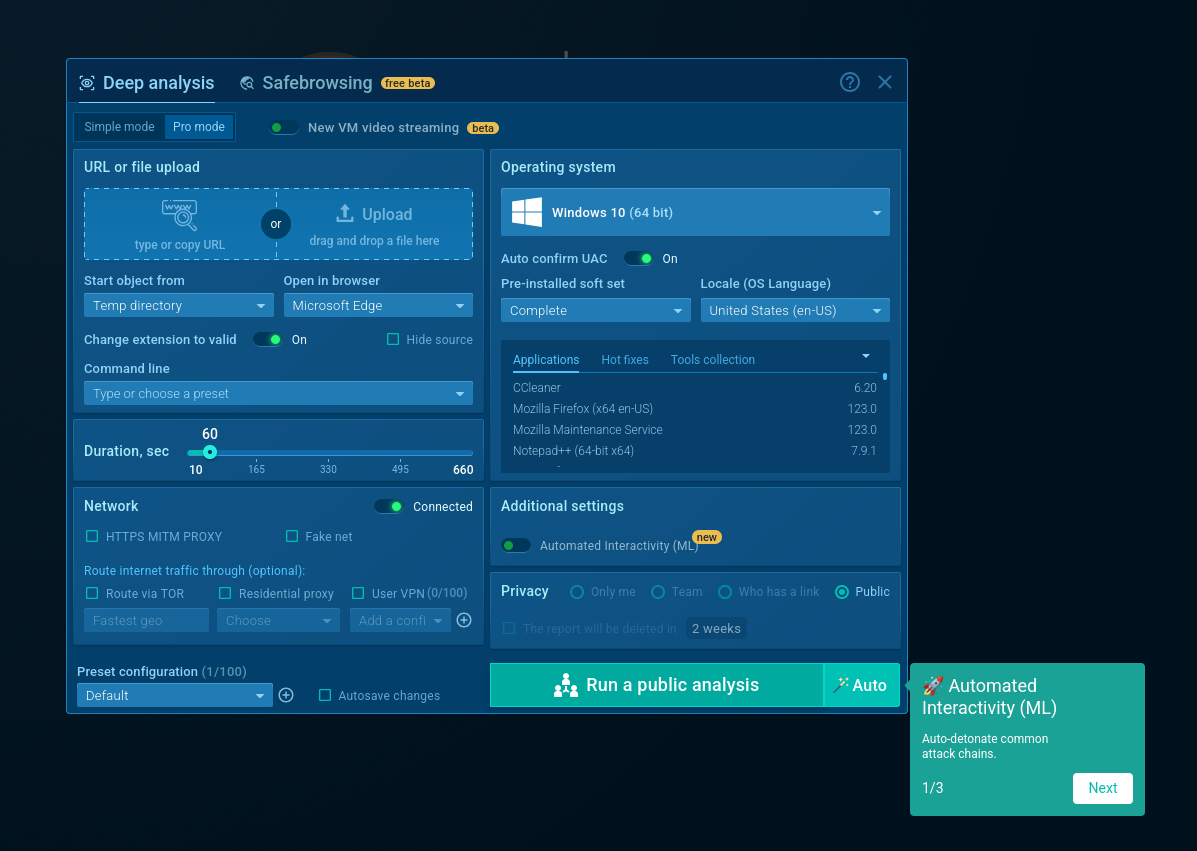 Deep analysis
Safebrowsing free beta
Simple mode
Pro mode
New VM video streaming beta
URL or file upload
www
type or copy URL
or
Upload
drag and drop a file here
Start object from
Open in browser
Temp directory
Microsoft Edge
Change extension to valid On
Hide source
Command line
Type or choose a preset
Duration, sec
60
10 165 330 495 660
Network
Connected
HTTPS MITM PROXY
Fake net
Route internet traffic through (optional):
Route via TOR
Residential proxy
User VPN (0/100)
Fastest geo
Choose
Add a confi
Preset configuration (1/100)
Default
Autosave changes
Operating system
Windows 10 (64 bit)
Auto confirm UAC On
Pre-installed soft set
Locale (OS Language)
Complete
United States (en-US)
Applications Hot fixes Tools collection
CCleaner 6.20
Mozilla Firefox (x64 en-US) 123.0
Mozilla Maintenance Service 123.0
Notepad++ (64-bit x64) 7.9.1
Additional settings
Automated Interactivity (ML) new
Privacy Only me Team Who has a link Public
The report will be deleted in 2 weeks
Run a public analysis
Auto
🚀 Automated
Interactivity (ML)
Auto-detonate common
attack chains.
1/3
Next